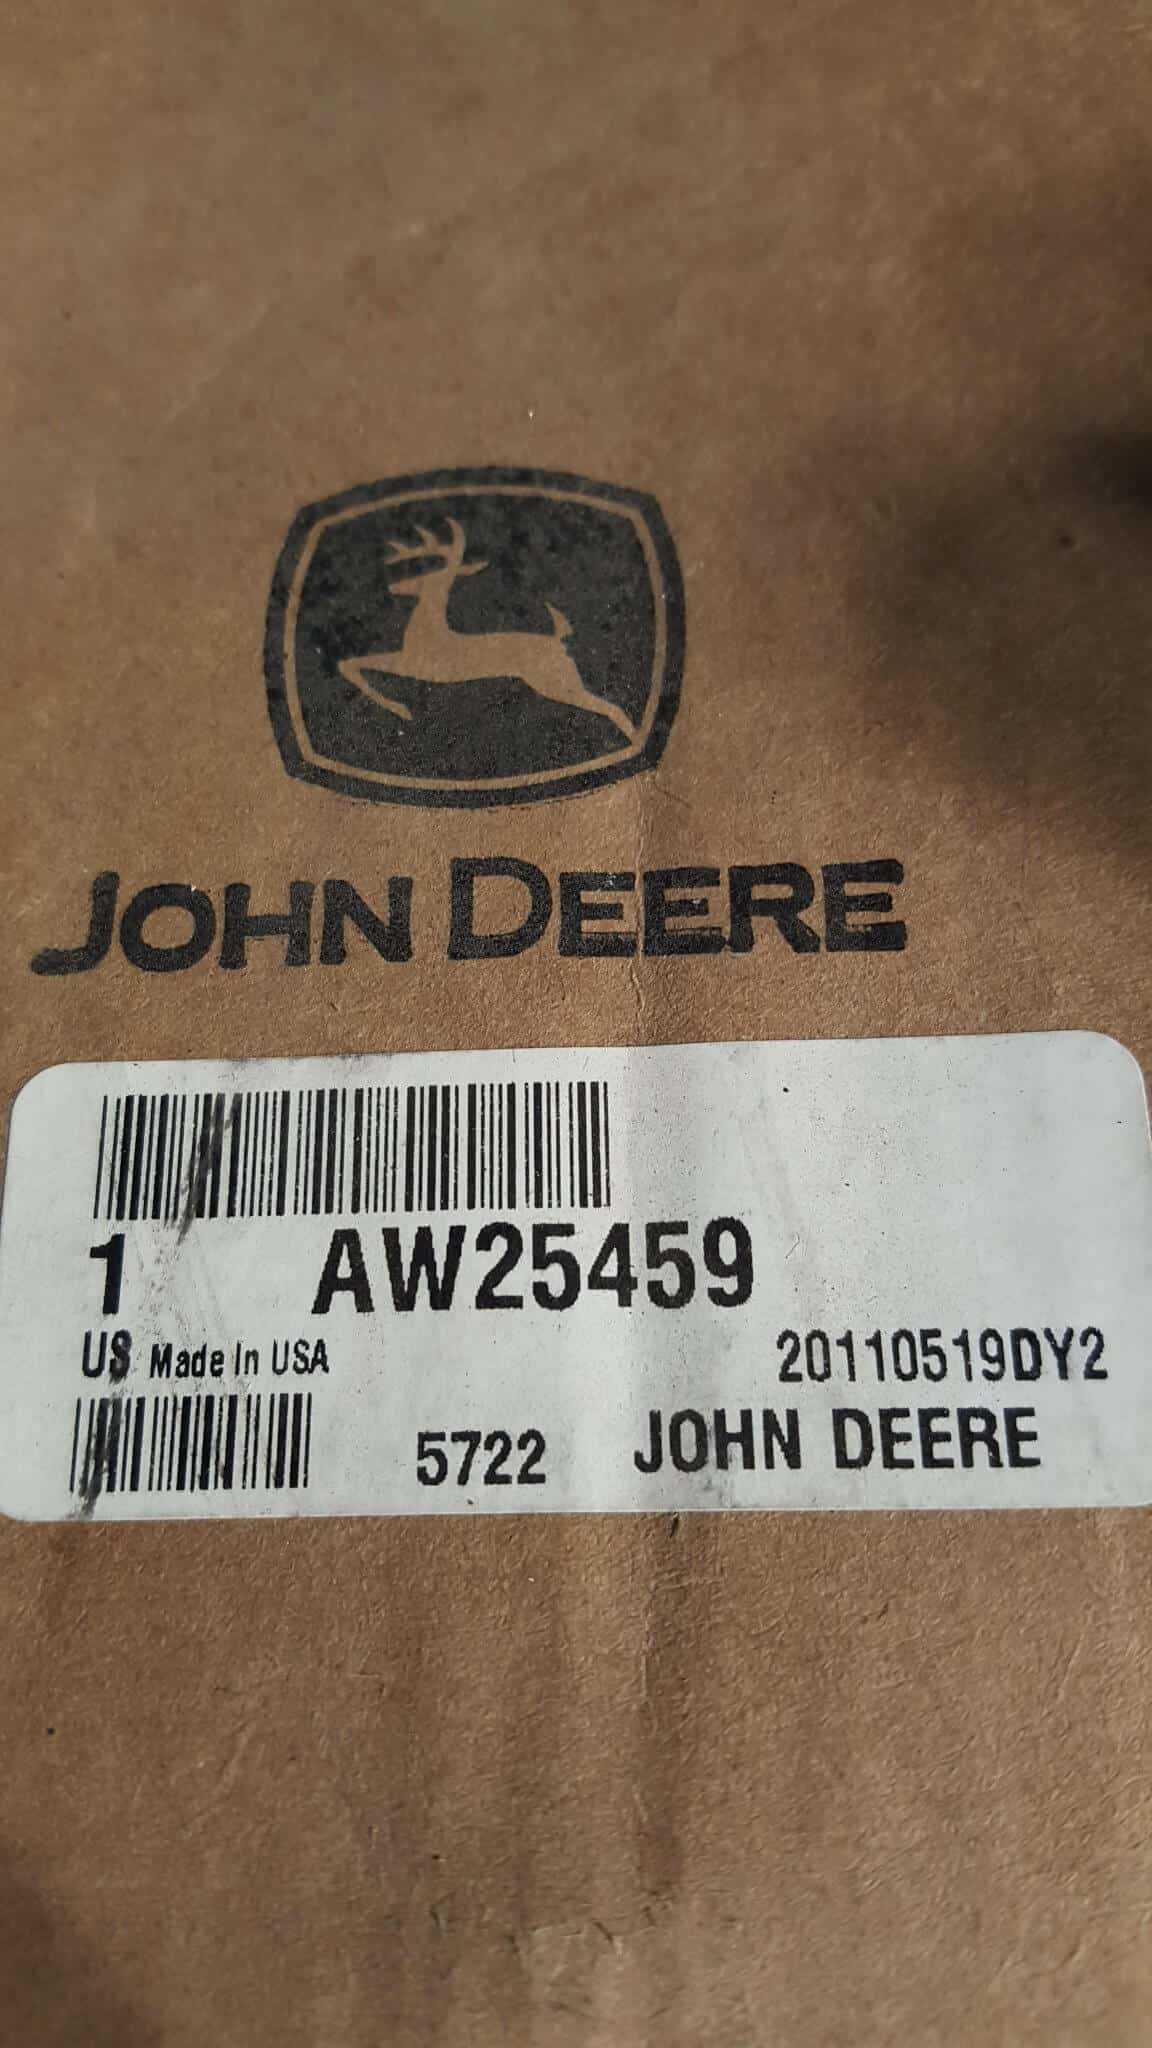 JOHN DEERE
1 AW25459
US Made In USA 20110519DY2
5722 JOHN DEERE